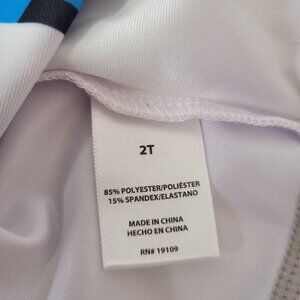 2T
85% POLYESTER/POLIÉSTER
15% SPANDEX/ELASTANO
MADE IN CHINA
HECHO EN CHINA
RN# 19109